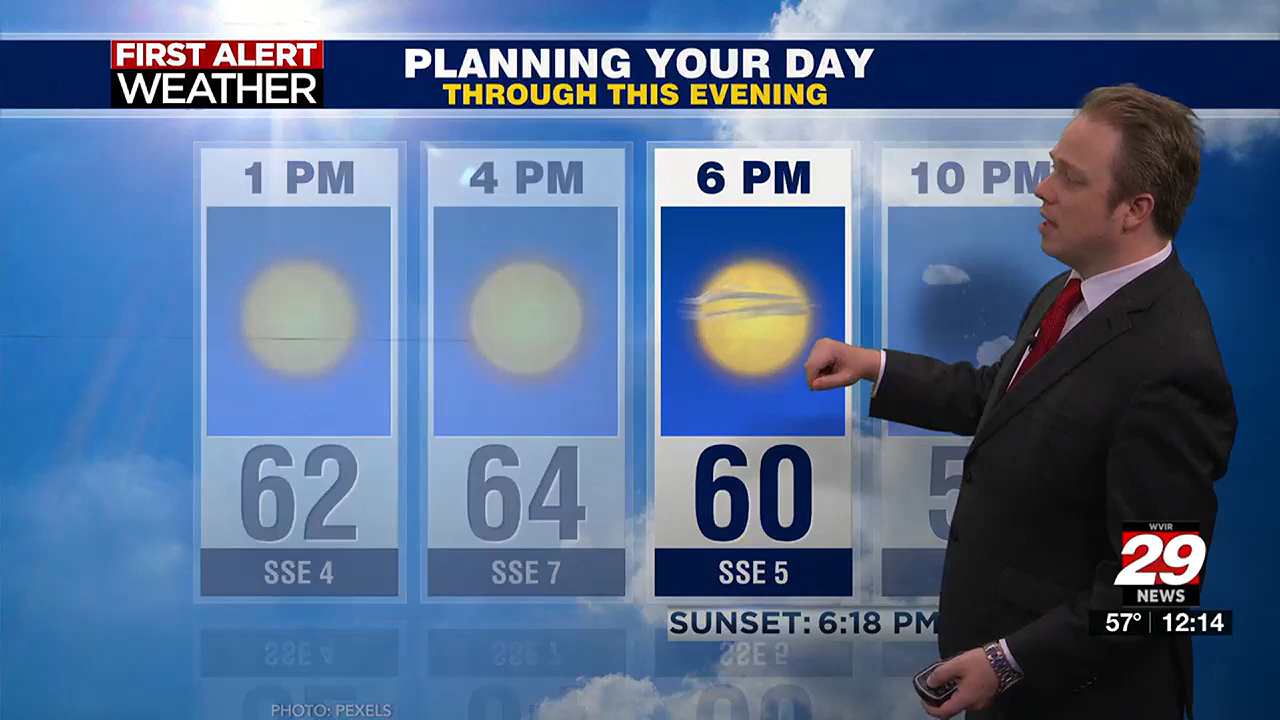 FIRST ALERT
WEATHER
PLANNING YOUR DAY
THROUGH THIS EVENING
1 PM
4 PM
6 PM
10 PM
62
64
60
5
SSE 4
SSE 7
SSE 5
SUNSET: 6:18 PM
WVIR
29
NEWS
57° | 12:14
PHOTO: PEXELS